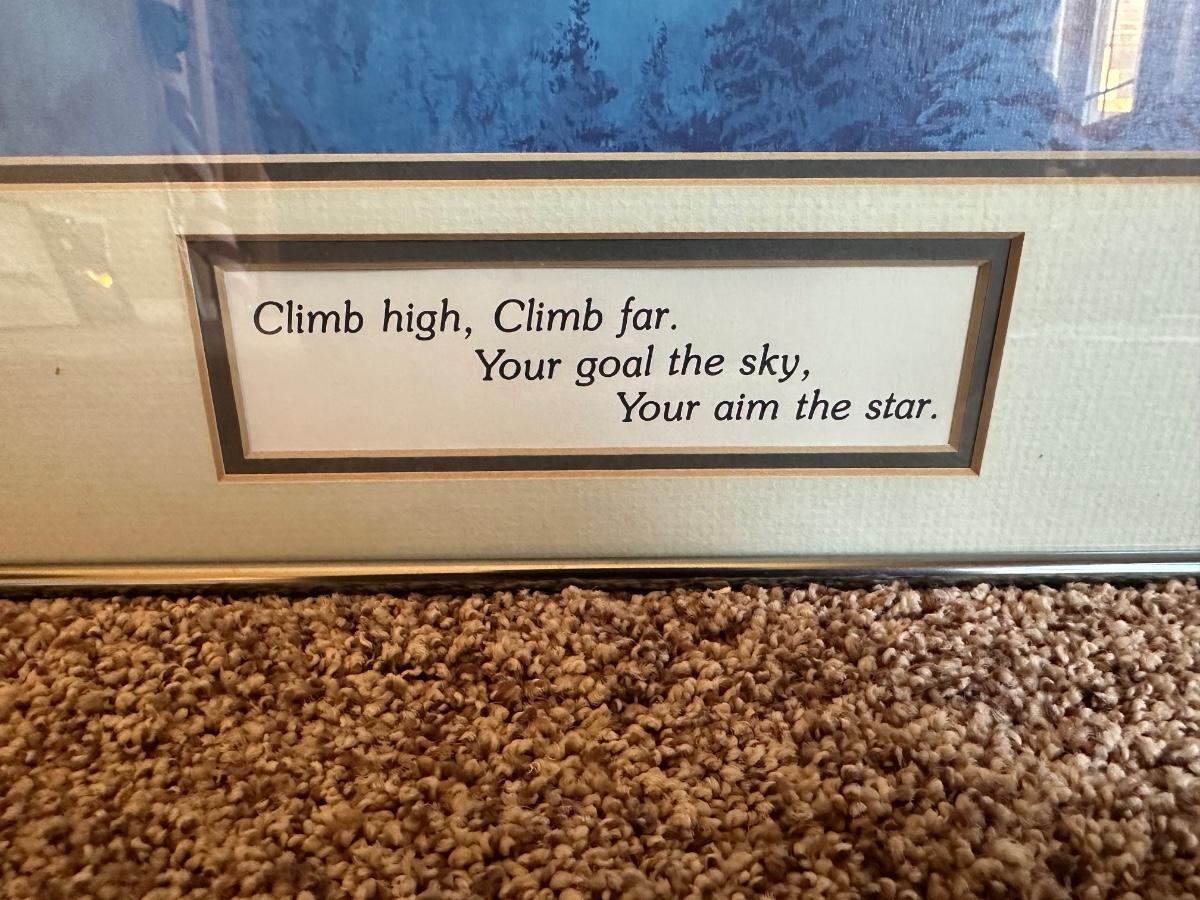 Climb high, Climb far.
Your goal the sky,
Your aim the star.